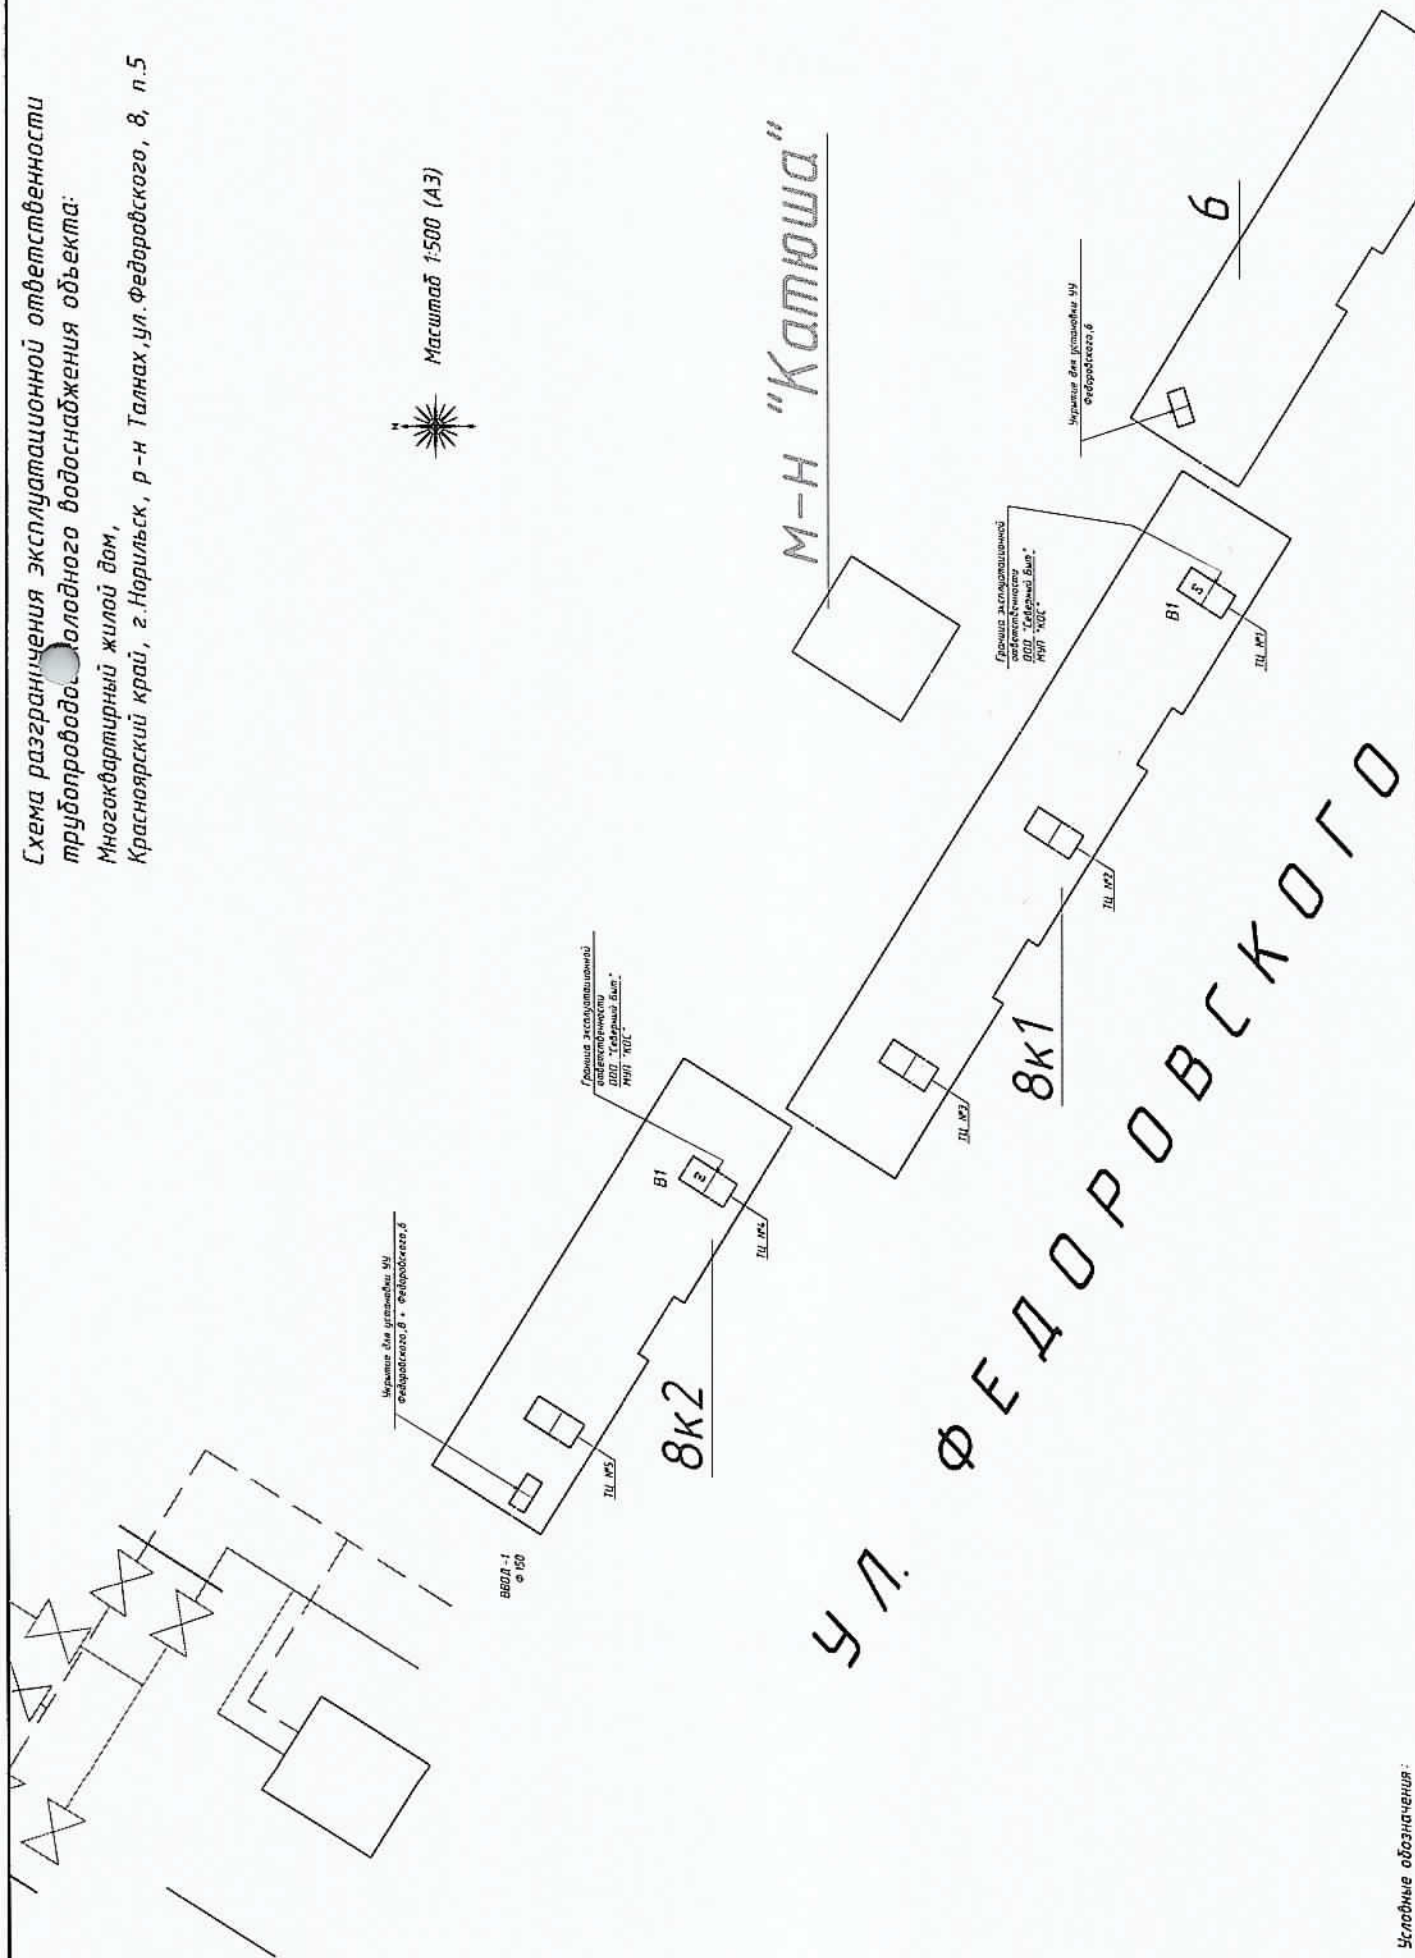 Схема разграничения эксплуатационной ответственности
трубопроводов холодного водоснабжения объекта:
Многоквартирный жилой дом,
Красноярский край, г.Норильск, р-н Талнах,ул.Федоровского, 8, п.5
Масштаб 1:500 (А3)
Укрытие для установки УУ
Федоровского,8 + Федоровского,6
ВВОД -1
Ф 150
ТЦ №5
8к2
Граница эксплуатационной
ответственности
ООО "Северный быт"
МУП "КОС"
В1
ТЦ №4
м-н "Катюша"
Граница эксплуатационной
ответственности
ООО "Северный быт"
МУП "КОС"
В1
5
ТЦ №1
ТЦ №2
ТЦ №3
8к1
Укрытие для установки УУ
Федоровского,6
6
УЛ. ФЕДОРОВСКОГО
Условные обозначения: